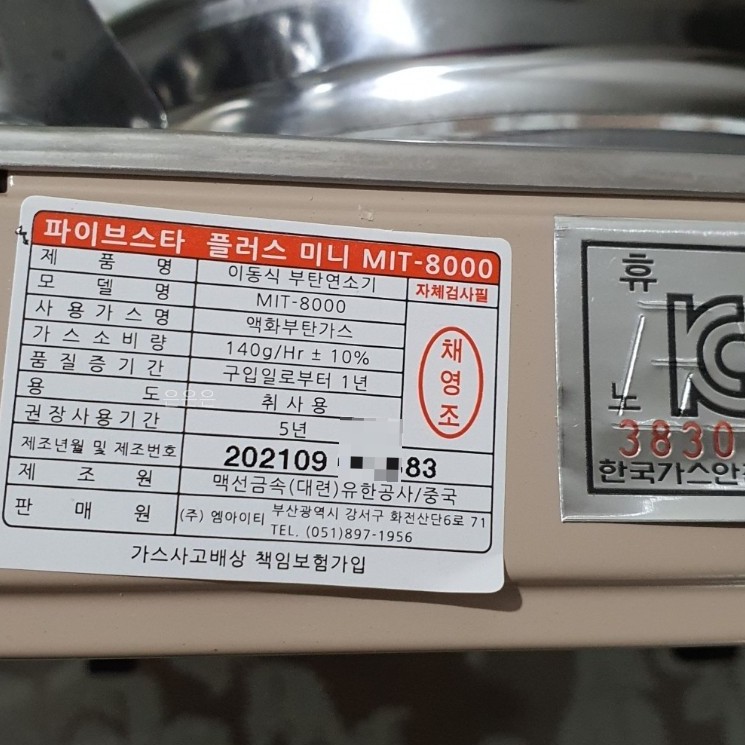 파이브스타 플러스 미니 MIT-8000
제 품 명 이동식 부탄연소기 자체검사필
모 델 명 MIT-8000
사 용 가 스 명 액화부탄가스
가 스 소 비 량 140g/Hr ± 10%
품 질 증 기 간 구입일로부터 1년
용 도 취 사 용
권장사용기간 5년
제조년월 및 제조번호 202109 83
제 조 원 맥선금속(대련)유한공사/중국
판 매 원 (주) 엠아이티 부산광역시 강서구 화전산단6로 71
TEL. (051)897-1956
가스사고배상 책임보험가입
채영조
은은은
휴
노
3830
한국가스안